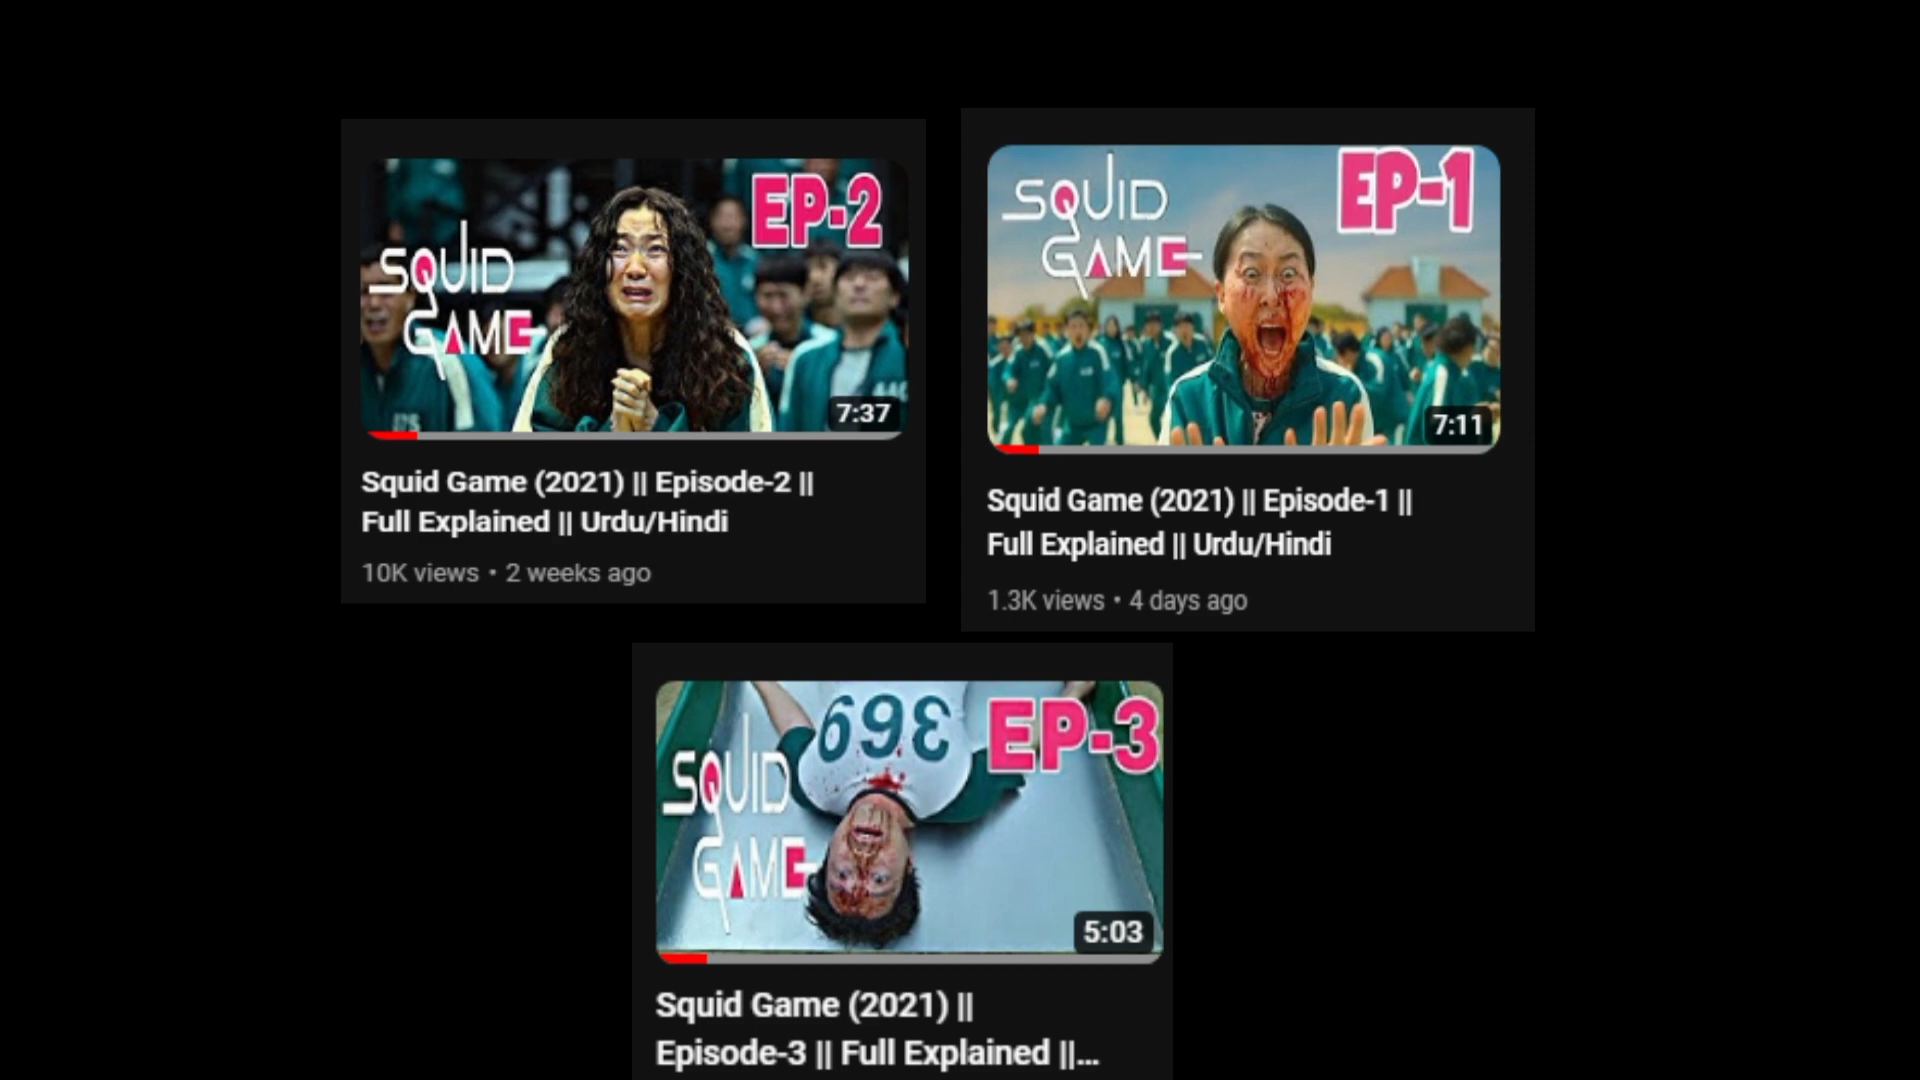 SQUID
GAME
EP-2
7:37
Squid Game (2021) || Episode-2 ||
Full Explained || Urdu/Hindi
10K views • 2 weeks ago
SQUID
GAME
EP-1
7:11
Squid Game (2021) || Episode-1 ||
Full Explained || Urdu/Hindi
1.3K views • 4 days ago
369
SQUID
GAME
EP-3
5:03
Squid Game (2021) ||
Episode-3 || Full Explained ||...